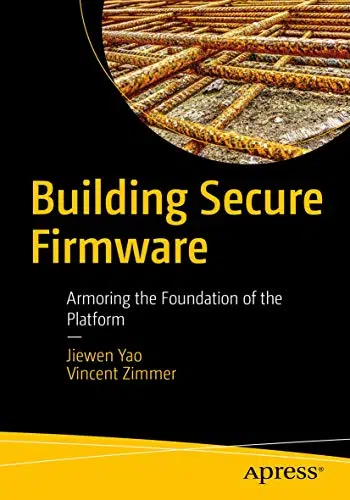 Building Secure
Firmware
Armoring the Foundation of the
Platform
—
Jiewen Yao
Vincent Zimmer
Apress®